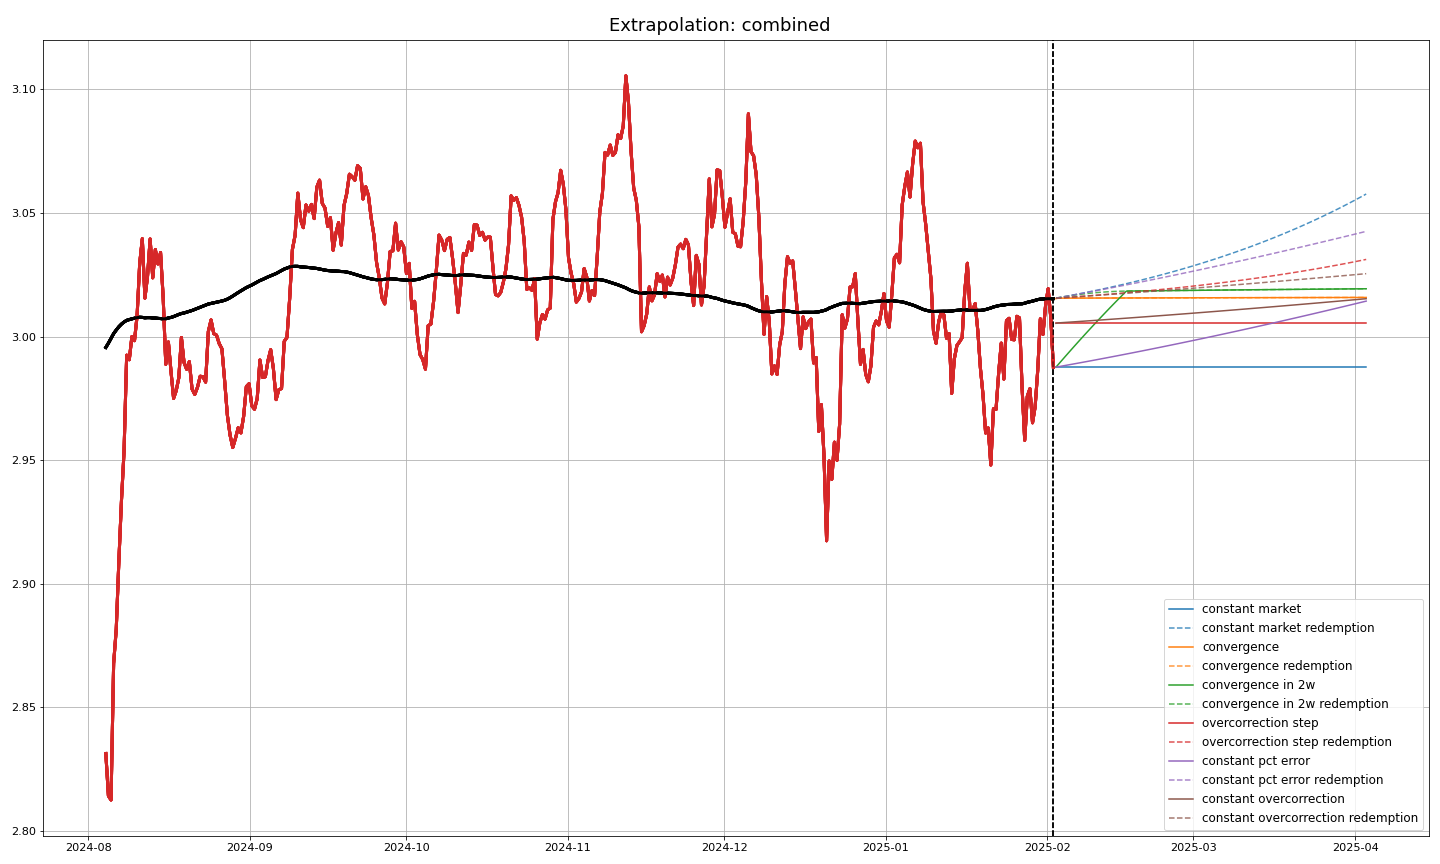 Extrapolation: combined
3.10
3.05
3.00
2.95
2.90
2.85
2.80
constant market
constant market redemption
convergence
convergence redemption
convergence in 2w
convergence in 2w redemption
overcorrection step
overcorrection step redemption
constant pct error
constant pct error redemption
constant overcorrection
constant overcorrection redemption
2024-08 2024-09 2024-10 2024-11 2024-12 2025-01 2025-02 2025-03 2025-04